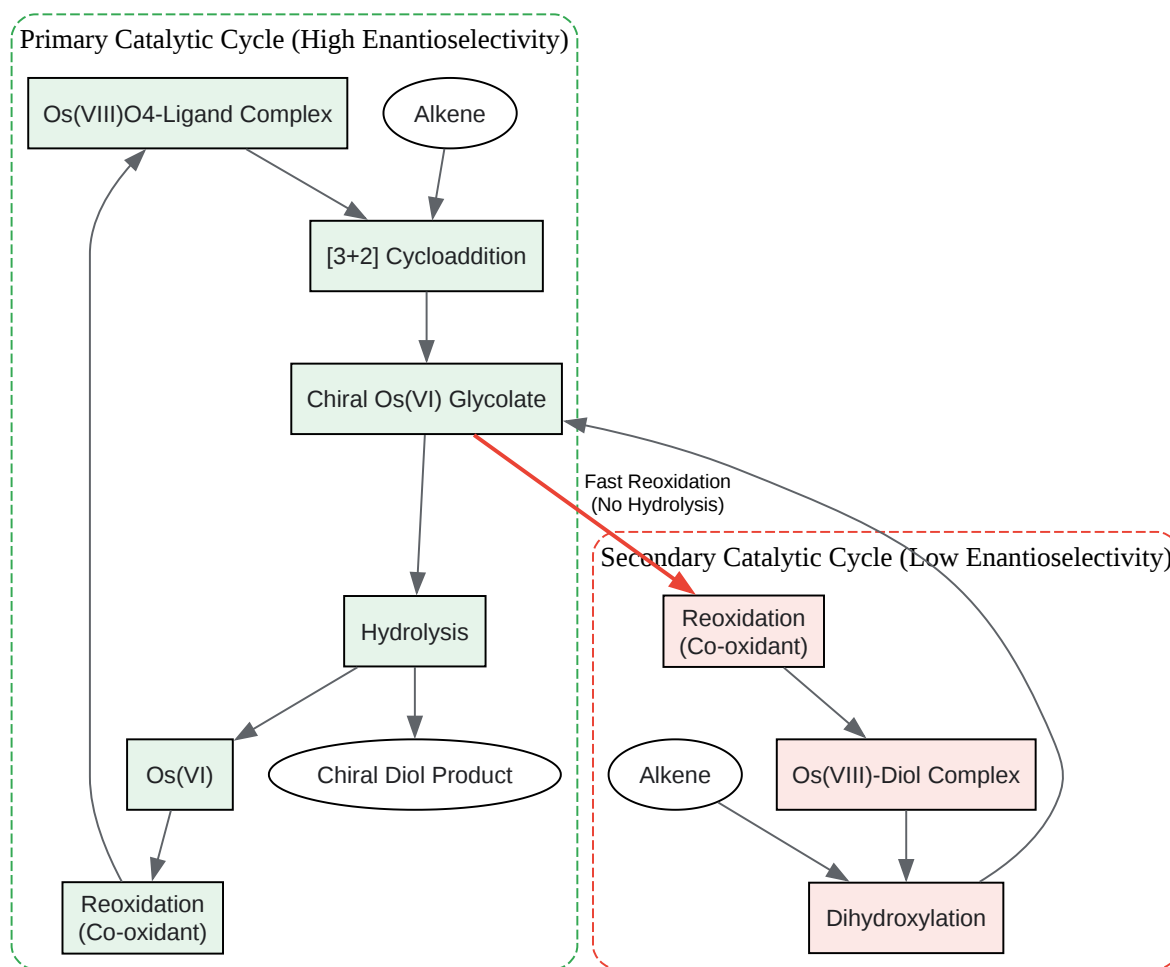 Primary Catalytic Cycle (High Enantioselectivity)
Os(VIII)O4-Ligand Complex
Alkene
[3+2] Cycloaddition
Chiral Os(VI) Glycolate
Fast Reoxidation
(No Hydrolysis)
Secondary Catalytic Cycle (Low Enantioselectivity)
Hydrolysis
Reoxidation
(Co-oxidant)
Os(VI)
Chiral Diol Product
Alkene
Os(VIII)-Diol Complex
Reoxidation
(Co-oxidant)
Dihydroxylation